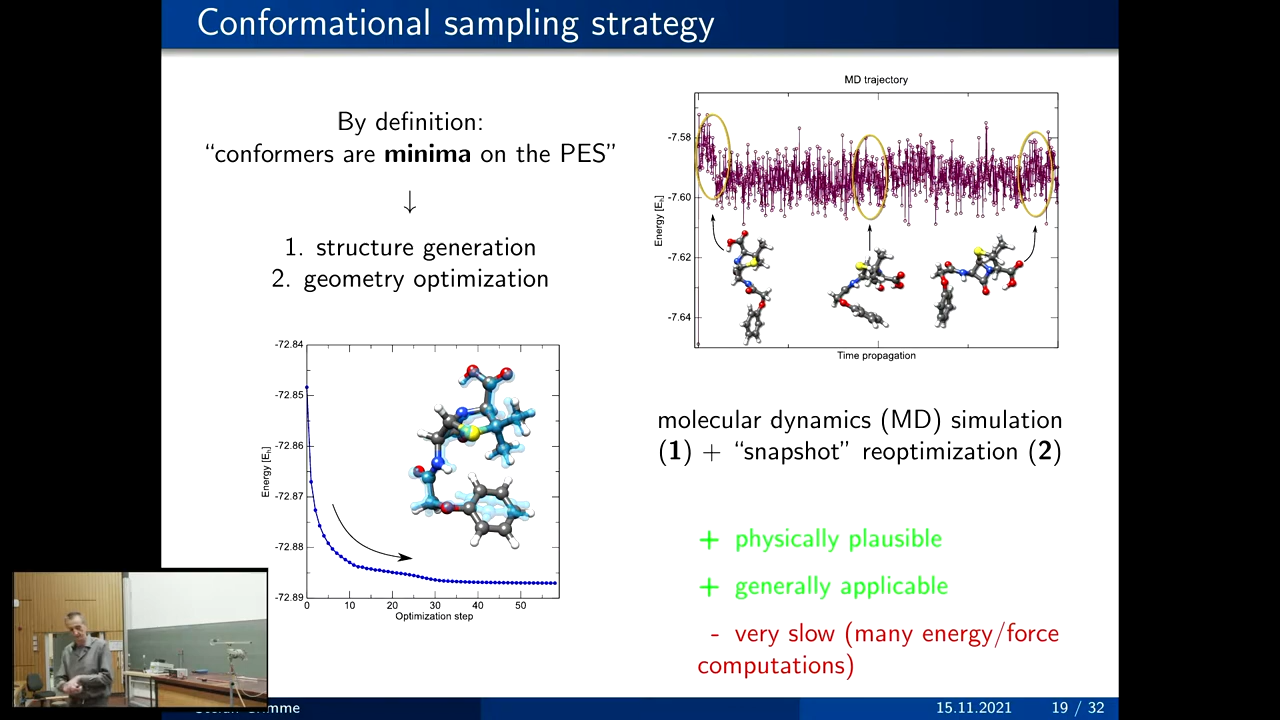 Conformational sampling strategy
By definition:
“conformers are minima on the PES”
↓
1. structure generation
2. geometry optimization
-72.84
-72.85
-72.86
-72.87
-72.88
-72.89
Energy [Eh]
0 10 20 30 40 50
Optimization step
MD trajectory
-7.58
-7.60
-7.62
-7.64
Energy [Eh]
Time propagation
molecular dynamics (MD) simulation
(1) + “snapshot” reoptimization (2)
+ physically plausible
+ generally applicable
- very slow (many energy/force
computations)
15.11.2021 19 / 32